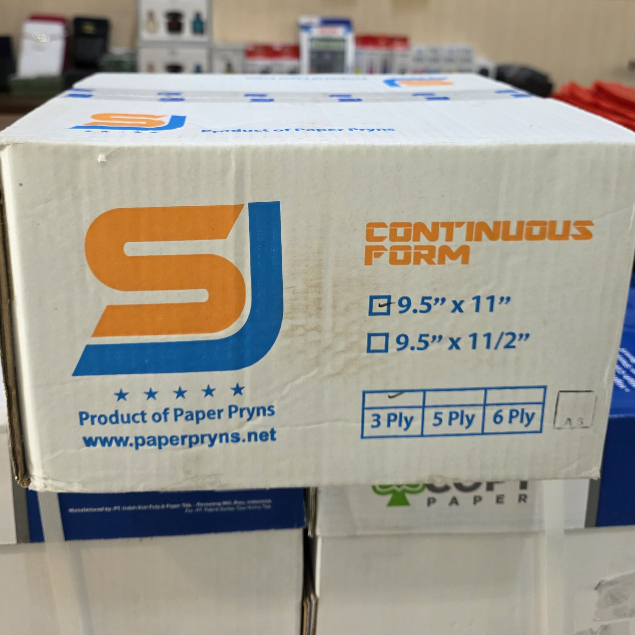 SJ
Product of Paper Pryns
SJ
CONTINUOUS
FORM
9.5” x 11”
9.5” x 11/2”
★ ★ ★ ★ ★
Product of Paper Pryns
www.paperpryns.net
3 Ply 5 Ply 6 Ply
COPY
PAPER